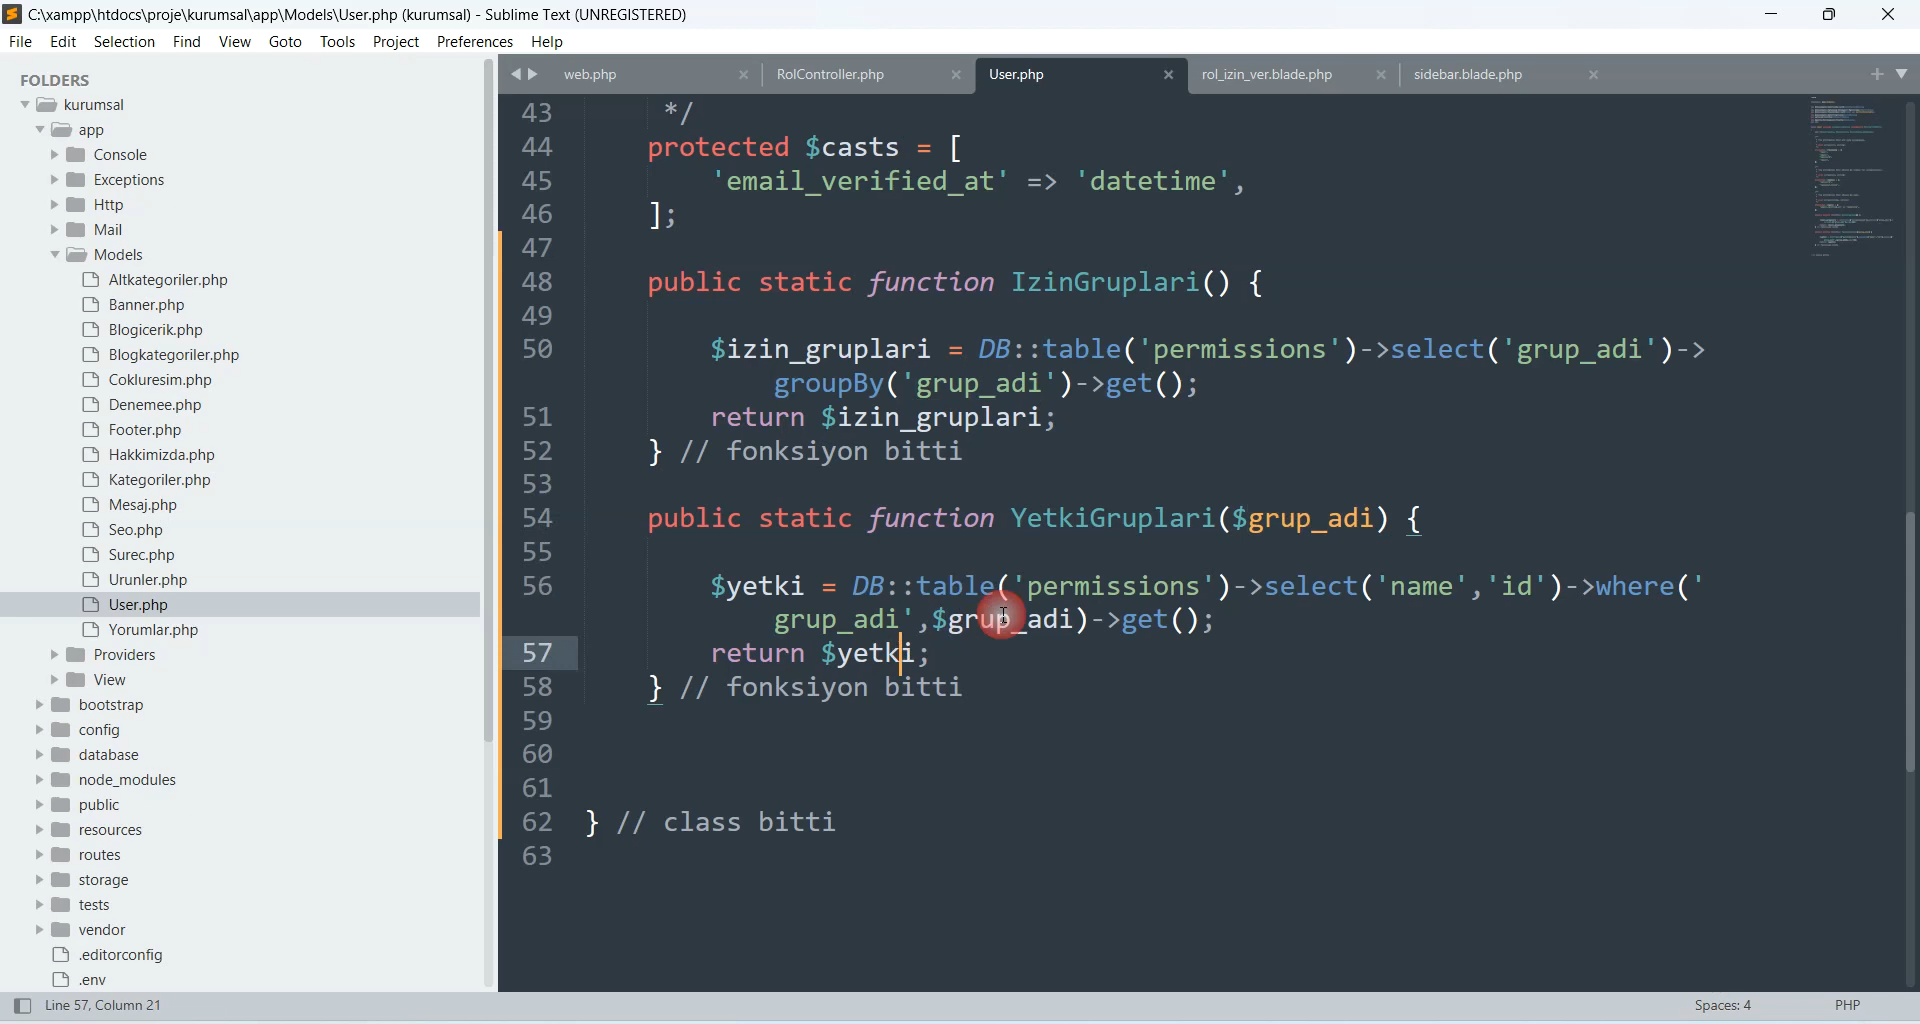 C:\xampp\htdocs\proje\kurumsal\app\Models\User.php (kurumsal) - Sublime Text (UNREGISTERED)
File Edit Selection Find View Goto Tools Project Preferences Help
FOLDERS
kurumsal
app
Console
Exceptions
Http
Mail
Models
Altkategoriler.php
Banner.php
Blogicerik.php
Blogkategoriler.php
Cokluresim.php
Denemee.php
Footer.php
Hakkimizda.php
Kategoriler.php
Mesaj.php
Seo.php
Surec.php
Urunler.php
User.php
Yorumlar.php
Providers
View
bootstrap
config
database
node_modules
public
resources
routes
storage
tests
vendor
.editorconfig
.env
web.php RolController.php User.php rol_izin_ver.blade.php sidebar.blade.php
43 */
44 protected $casts = [
45 'email_verified_at' => 'datetime',
46 ];
47
48 public static function IzinGruplari() {
49
50 $izin_gruplari = DB::table('permissions')->select('grup_adi')->
groupBy('grup_adi')->get();
51 return $izin_gruplari;
52 } // fonksiyon bitti
53
54 public static function YetkiGruplari($grup_adi) {
55
56 $yetki = DB::table('permissions')->select('name','id')->where('
grup_adi',$grup_adi)->get();
57 return $yetki;
58 } // fonksiyon bitti
59
60
61
62 } // class bitti
63
Line 57, Column 21 Spaces: 4 PHP